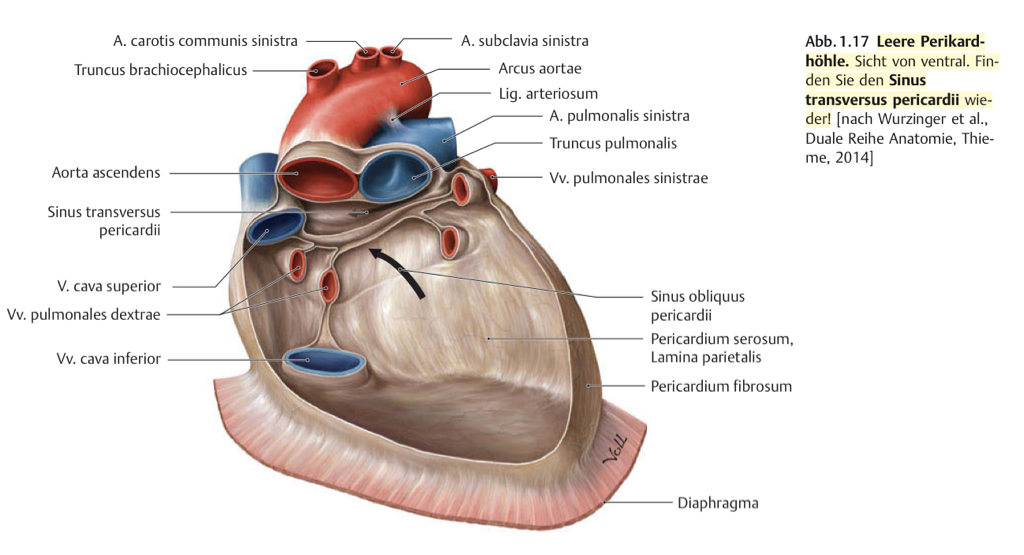 A. carotis communis sinistra
A. subclavia sinistra
Truncus brachiocephalicus
Arcus aortae
Lig. arteriosum
A. pulmonalis sinistra
Truncus pulmonalis
Aorta ascendens
Vv. pulmonales sinistrae
Sinus transversus
pericardii
V. cava superior
Vv. pulmonales dextrae
Vv. cava inferior
Sinus obliquus
pericardii
Pericardium serosum,
Lamina parietalis
Pericardium fibrosum
Voll
Diaphragma
Abb. 1.17 Leere Perikard-
höhle. Sicht von ventral. Fin-
den Sie den Sinus
transversus pericardii wie-
der! [nach Wurzinger et al.,
Duale Reihe Anatomie, Thie-
me, 2014]